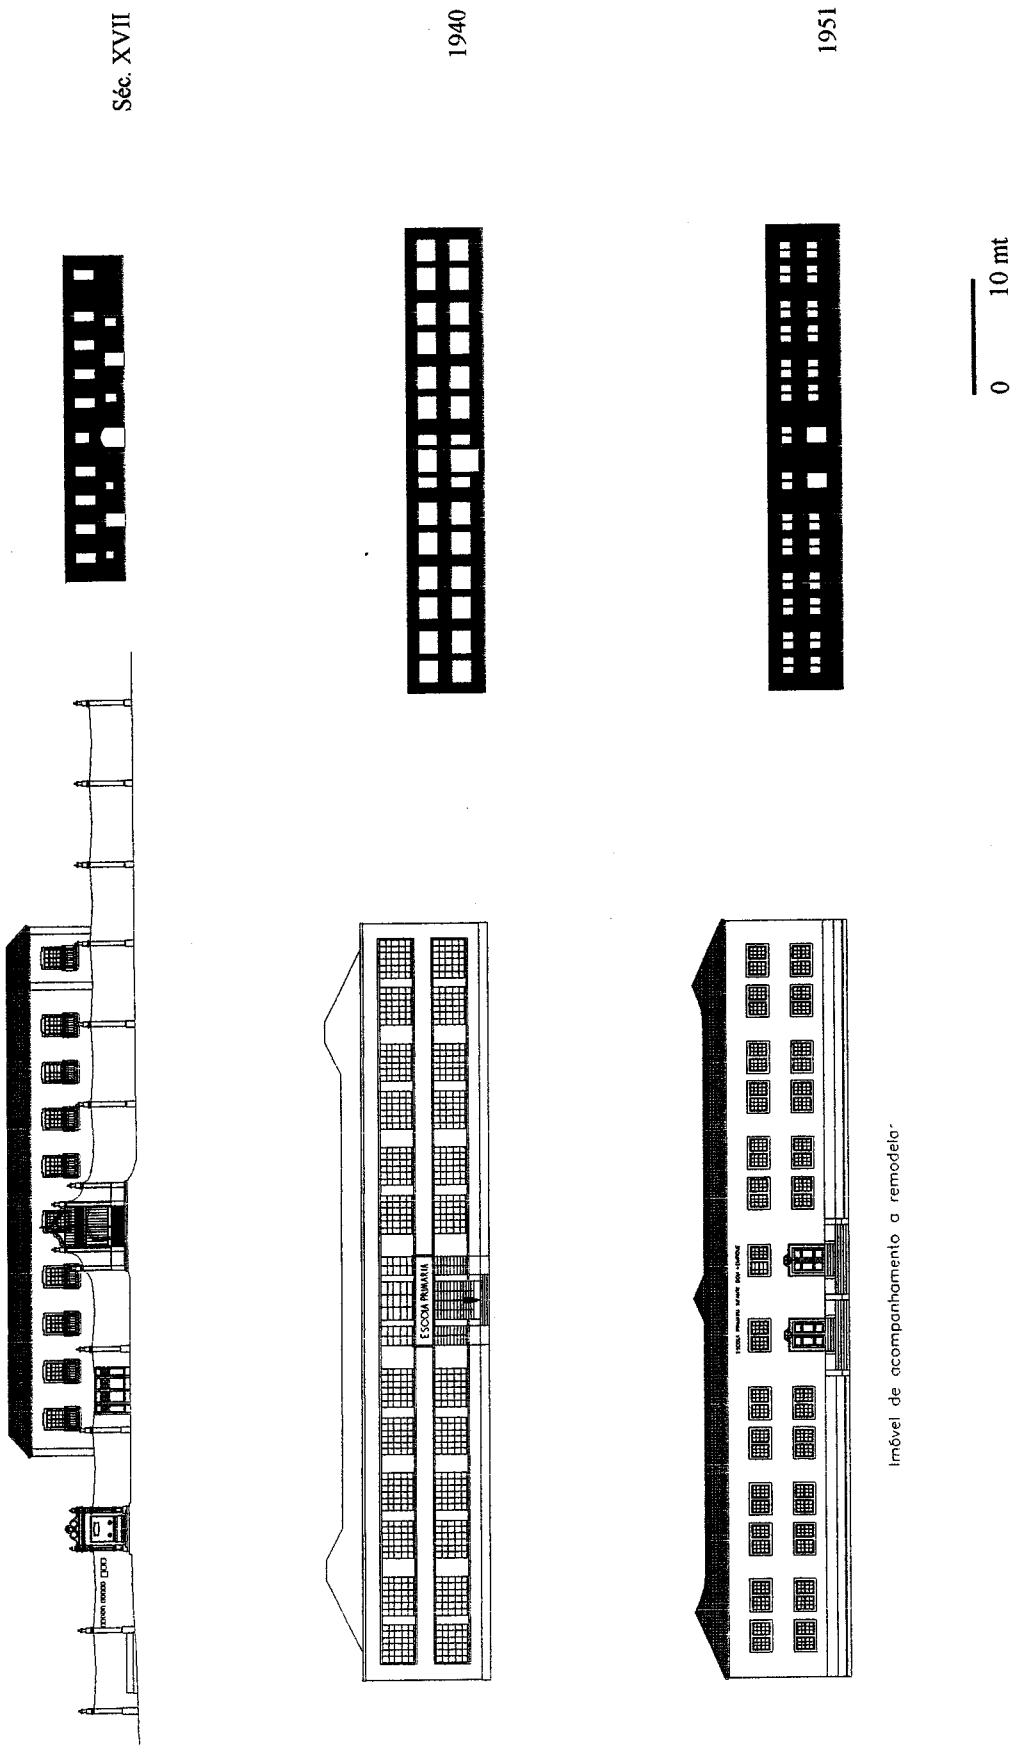 Séc. XVII
1940
ESCOLA PRIMARIA
1951
Imóvel de acompanhamento a remodelar
0 10 mt